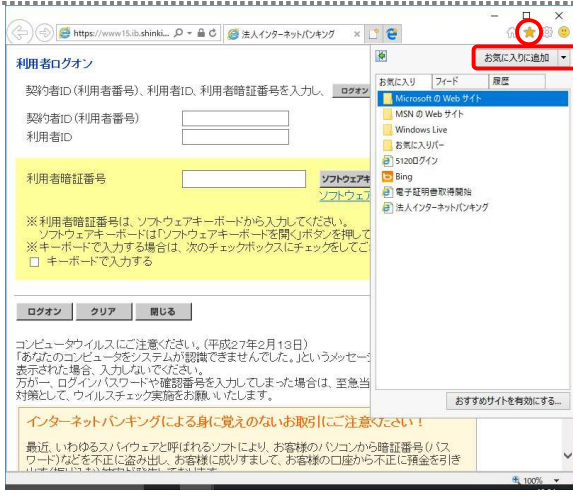 https://www15.ib.shinki...
法人インターネットバンキング
お気に入りに追加
利用者ログオン
お気に入り フィード 履歴
契約者ID(利用者番号)、利用者ID、利用者暗証番号を入力し、 ログオン
契約者ID(利用者番号)
利用者ID
Microsoft の Web サイト
MSN の Web サイト
Windows Live
お気に入りバー
5120ログイン
Bing
電子証明書取得開始
法人インターネットバンキング
利用者暗証番号
ソフトウェアキ
ソフトウェア
※利用者暗証番号は、ソフトウェアキーボードから入力してください。
ソフトウェアキーボードは「ソフトウェアキーボードを開く」ボタンを押して
※キーボードで入力する場合は、次のチェックボックスにチェックをしてご
キーボードで入力する
ログオン クリア 閉じる
コンピュータウイルスにご注意ください。(平成27年2月13日)
「あなたのコンピュータをシステムが認識できませんでした。」というメッセー
表示された場合、入力しないでください。
万が一、ログインパスワードや確認番号を入力してしまった場合は、至急当
対策として、ウイルスチェック実施をお願いいたします。
おすすめサイトを有効にする...
インターネットバンキングによる身に覚えのないお取引にご注意ください!
最近、いわゆるスパイウェアと呼ばれるソフトにより、お客様のパソコンから暗証番号(パス
ワード)などを不正に盗み出し、お客様に成りすまして、お客様の口座から不正に預金を引き
100%